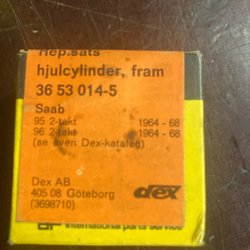 Rep.sats
hjulcylinder, fram
36 53 014-5
Saab
95 2-takt 1964 - 68
96 2-takt 1964 - 68
(se även Dex-katalog)
Dex AB
405 08 Göteborg
(3698710)
dex
international parts service